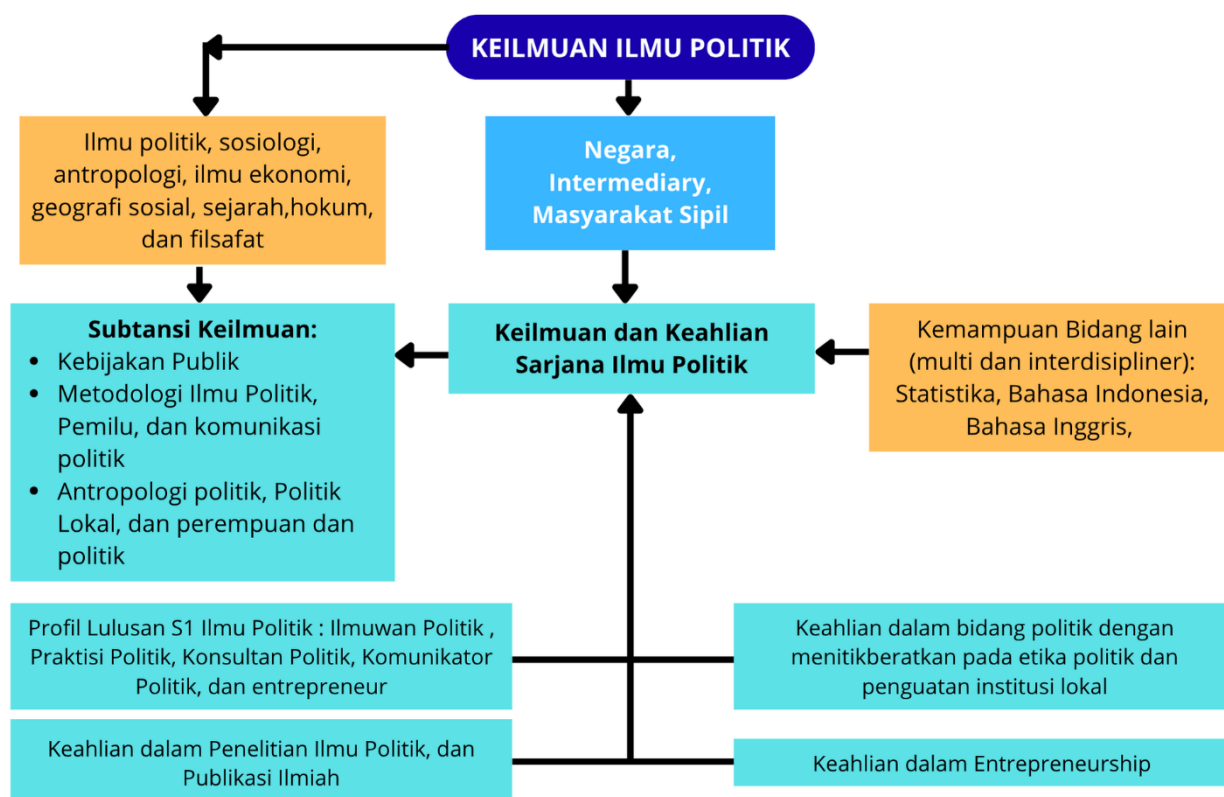 KEILMUAN ILMU POLITIK
Ilmu politik, sosiologi,
antropologi, ilmu ekonomi,
geografi sosial, sejarah,hokum,
dan filsafat
Negara,
Intermediary,
Masyarakat Sipil
Subtansi Keilmuan:
• Kebijakan Publik
• Metodologi Ilmu Politik,
Pemilu, dan komunikasi
politik
• Antropologi politik, Politik
Lokal, dan perempuan dan
politik
Keilmuan dan Keahlian
Sarjana Ilmu Politik
Kemampuan Bidang lain
(multi dan interdisipliner):
Statistika, Bahasa Indonesia,
Bahasa Inggris,
Profil Lulusan S1 Ilmu Politik : Ilmuwan Politik ,
Praktisi Politik, Konsultan Politik, Komunikator
Politik, dan entrepreneur
Keahlian dalam bidang politik dengan
menitikberatkan pada etika politik dan
penguatan institusi lokal
Keahlian dalam Penelitian Ilmu Politik, dan
Publikasi Ilmiah
Keahlian dalam Entrepreneurship